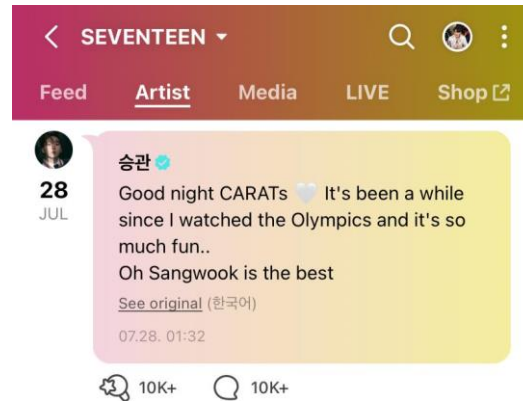 SEVENTEEN
Feed Artist Media LIVE Shop
승관
28
JUL
Good night CARATs 🤍 It's been a while
since I watched the Olympics and it's so
much fun..
Oh Sangwook is the best
See original (한국어)
07.28. 01:32
10K+ 10K+